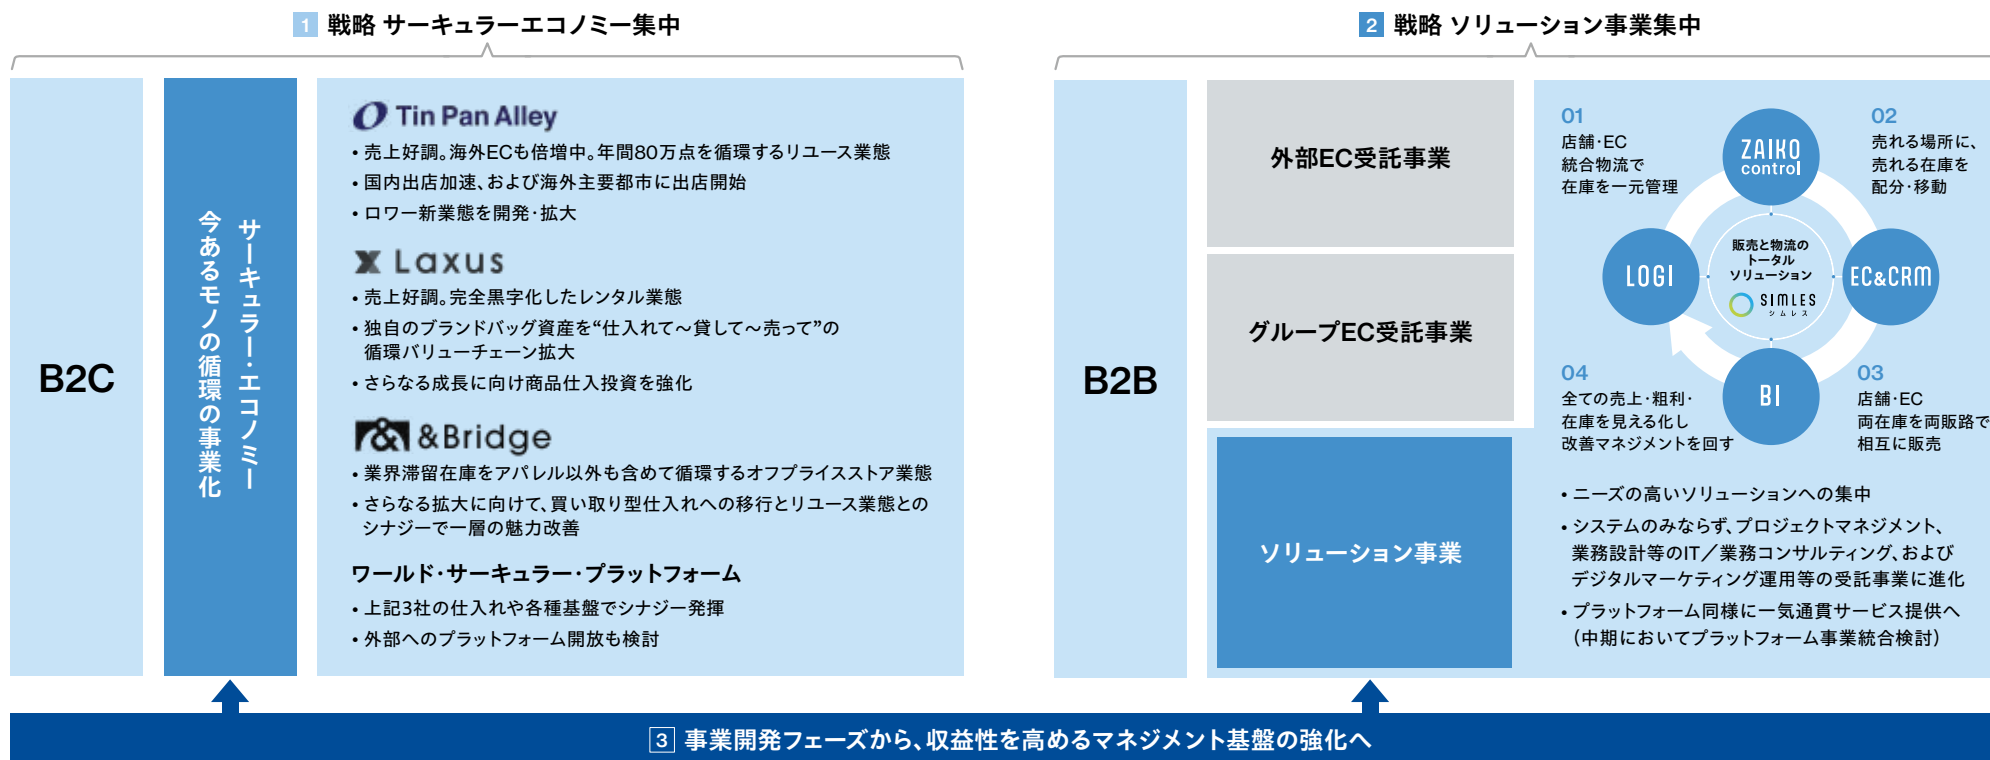 1 戦略 サーキュラーエコノミー集中
B2C
サーキュラー・エコノミー
今あるモノの循環の事業化
Tin Pan Alley
• 売上好調。海外ECも倍増中。年間80万点を循環するリユース業態
• 国内出店加速、および海外主要都市に出店開始
• ロワー新業態を開発・拡大
Laxus
• 売上好調。完全黒字化したレンタル業態
• 独自のブランドバッグ資産を“仕入れて～貸して～売って”の
循環バリューチェーン拡大
• さらなる成長に向け商品仕入投資を強化
&Bridge
• 業界滞留在庫をアパレル以外も含めて循環するオフプライスストア業態
• さらなる拡大に向けて、買い取り型仕入れへの移行とリユース業態との
シナジーで一層の魅力改善
ワールド・サーキュラー・プラットフォーム
• 上記3社の仕入れや各種基盤でシナジー発揮
• 外部へのプラットフォーム開放も検討
2 戦略 ソリューション事業集中
B2B
外部EC受託事業
グループEC受託事業
ソリューション事業
01
店舗・EC
統合物流で
在庫を一元管理
ZAIKO
control
02
売れる場所に、
売れる在庫を
配分・移動
LOGI
販売と物流の
トータル
ソリューション
SIMLES
シムレス
EC&CRM
04
全ての売上・粗利・
在庫を見える化し
改善マネジメントを回す
BI
03
店舗・EC
両在庫を両販路で
相互に販売
• ニーズの高いソリューションへの集中
• システムのみならず、プロジェクトマネジメント、
業務設計等のIT／業務コンサルティング、および
デジタルマーケティング運用等の受託事業に進化
• プラットフォーム同様に一気通貫サービス提供へ
（中期においてプラットフォーム事業統合検討）
3 事業開発フェーズから、収益性を高めるマネジメント基盤の強化へ